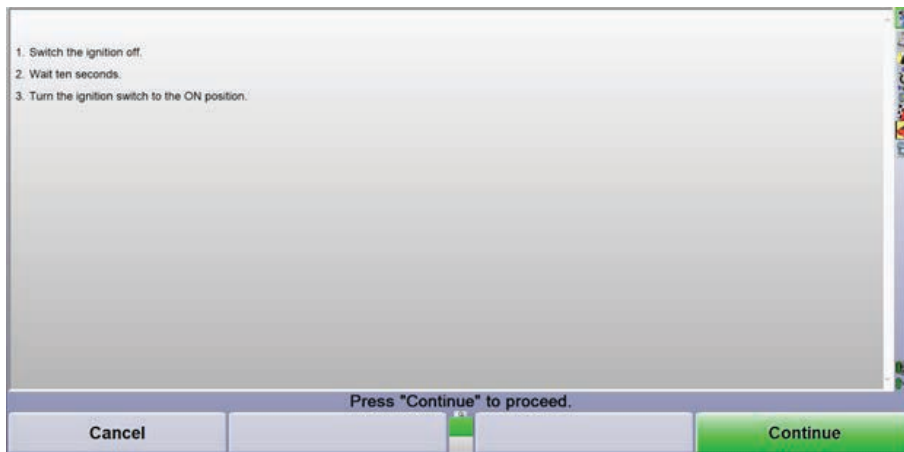 1. Switch the ignition off.
2. Wait ten seconds.
3. Turn the ignition switch to the ON position.
Press "Continue" to proceed.
Cancel
Continue